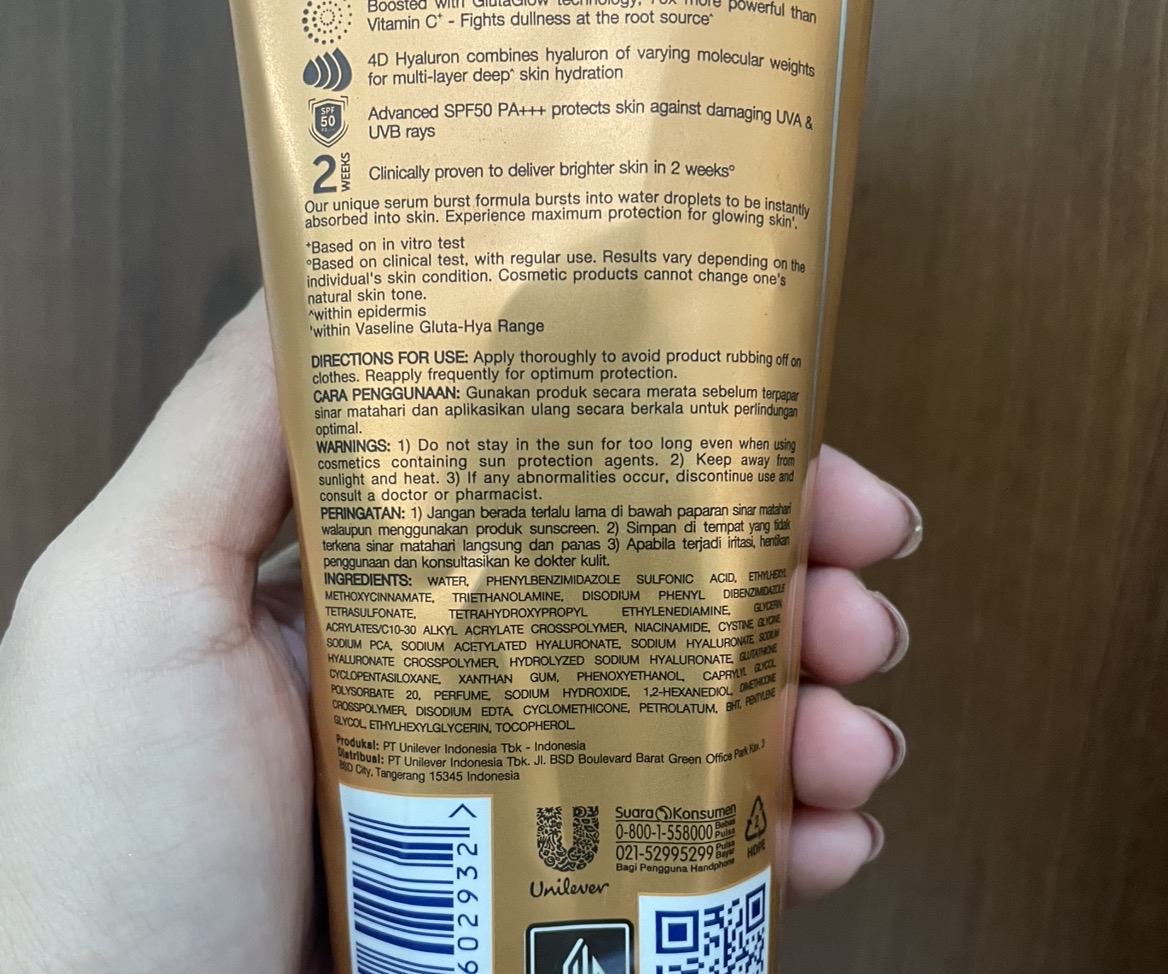 Boosted with GlutaGlow technology, 10x more powerful than
Vitamin C⁺ - Fights dullness at the root source^
4D Hyaluron combines hyaluron of varying molecular weights
for multi-layer deep^ skin hydration
SPF
50
Advanced SPF50 PA+++ protects skin against damaging UVA &
UVB rays
2 WEEKS
Clinically proven to deliver brighter skin in 2 weeks°
Our unique serum burst formula bursts into water droplets to be instantly
absorbed into skin. Experience maximum protection for glowing skin'.
⁺Based on in vitro test
°Based on clinical test, with regular use. Results vary depending on the
individual's skin condition. Cosmetic products cannot change one's
natural skin tone.
^within epidermis
'within Vaseline Gluta-Hya Range
DIRECTIONS FOR USE: Apply thoroughly to avoid product rubbing off on
clothes. Reapply frequently for optimum protection.
CARA PENGGUNAAN: Gunakan produk secara merata sebelum terpapar
sinar matahari dan aplikasikan ulang secara berkala untuk perlindungan
optimal.
WARNINGS: 1) Do not stay in the sun for too long even when using
cosmetics containing sun protection agents. 2) Keep away from
sunlight and heat. 3) If any abnormalities occur, discontinue use and
consult a doctor or pharmacist.
PERINGATAN: 1) Jangan berada terlalu lama di bawah paparan sinar matahari
walaupun menggunakan produk sunscreen. 2) Simpan di tempat yang tidak
terkena sinar matahari langsung dan panas 3) Apabila terjadi iritasi, hentikan
penggunaan dan konsultasikan ke dokter kulit.
INGREDIENTS: WATER, PHENYLBENZIMIDAZOLE SULFONIC ACID, ETHYLHEXYL
METHOXYCINNAMATE, TRIETHANOLAMINE, DISODIUM PHENYL DIBENZIMIDAZOLE
TETRASULFONATE, TETRAHYDROXYPROPYL ETHYLENEDIAMINE, GLYCERIN,
ACRYLATES/C10-30 ALKYL ACRYLATE CROSSPOLYMER, NIACINAMIDE, CYSTINE, GLYCINE,
SODIUM PCA, SODIUM ACETYLATED HYALURONATE, SODIUM HYALURONATE, SODIUM
HYALURONATE CROSSPOLYMER, HYDROLYZED SODIUM HYALURONATE, GLUTATHIONE,
CYCLOPENTASILOXANE, XANTHAN GUM, PHENOXYETHANOL, CAPRYLYL GLYCOL,
POLYSORBATE 20, PERFUME, SODIUM HYDROXIDE, 1,2-HEXANEDIOL, DIMETHICONE
CROSSPOLYMER, DISODIUM EDTA, CYCLOMETHICONE, PETROLATUM, BHT, PENTYLENE
GLYCOL, ETHYLHEXYLGLYCERIN, TOCOPHEROL
Produksi: PT Unilever Indonesia Tbk - Indonesia
Distribusi: PT Unilever Indonesia Tbk. Jl. BSD Boulevard Barat Green Office Park Kav. 3
BSD City, Tangerang 15345 Indonesia
602932 >
Unilever
Suara Konsumen
0-800-1-558000 Bebas Pulsa
021-52995299 Pulsa Bayar
Bagi Pengguna Handphone
2
HDPE